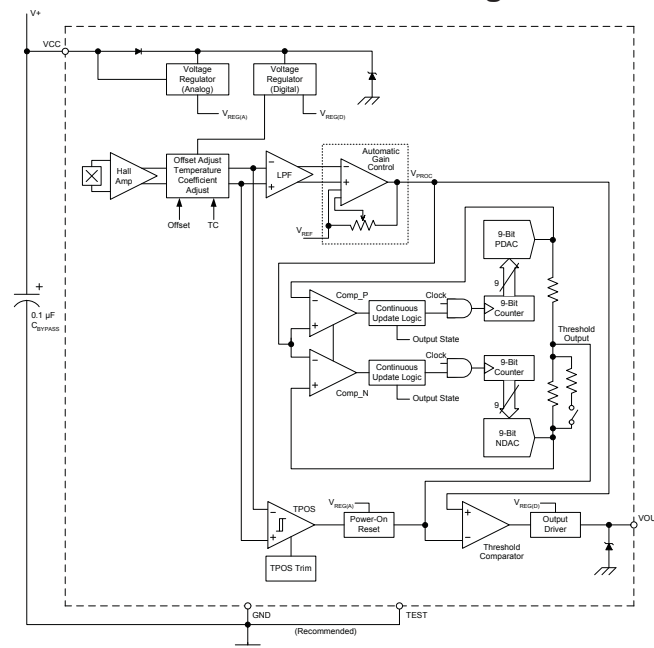 V+
VCC
Voltage
Regulator
(Analog)
Voltage
Regulator
(Digital)
VREG(A)
VREG(D)
Hall
Amp
Offset Adjust
Temperature
Coefficient
Adjust
Offset
TC
LPF
Automatic
Gain
Control
VREF
VPROC
9-Bit
PDAC
9
9-Bit
Counter
Clock
Comp_P
Continuous
Update Logic
Output State
Threshold
Output
Clock
Comp_N
Continuous
Update Logic
Output State
9-Bit
Counter
9
9-Bit
NDAC
+
0.1 µF
CBYPASS
TPOS
TPOS Trim
VREG(A)
Power-On
Reset
Threshold
Comparator
VREG(D)
Output
Driver
VOU
GND
TEST
(Recommended)